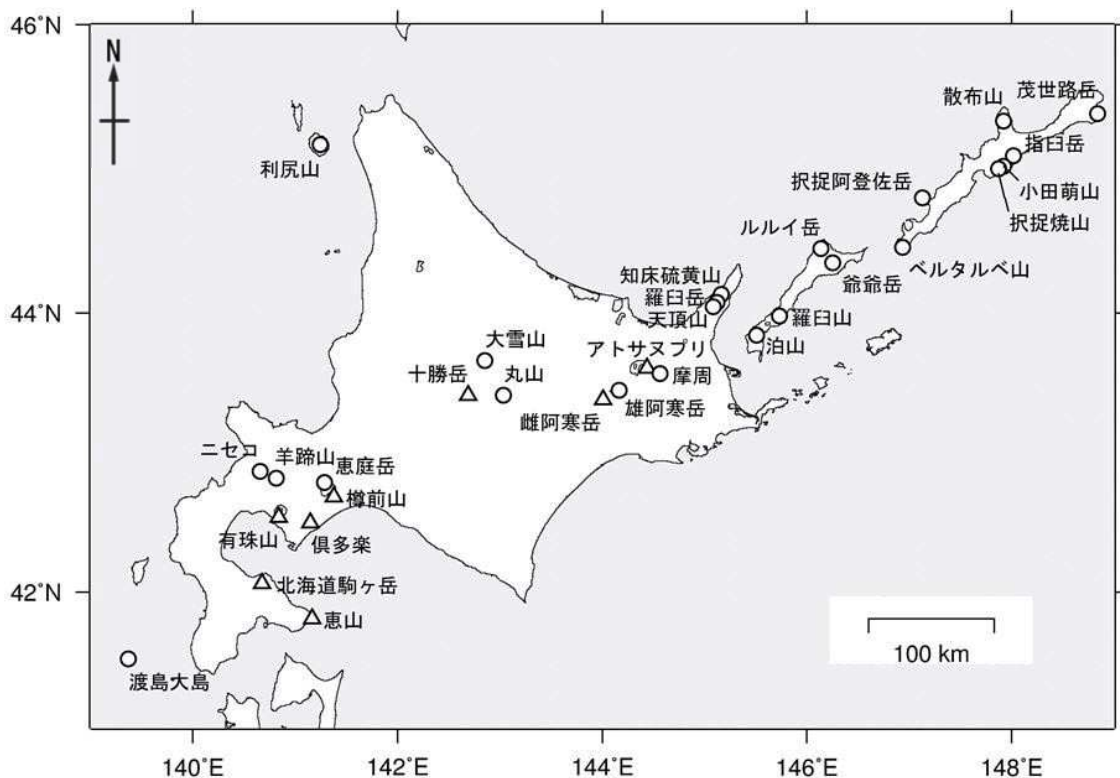 46°N
N
散布山 茂世路岳
利尻山
指臼岳
択捉阿登佐岳
小田萌山
択捉焼山
ルルイ岳
ベルタルベ山
知床硫黄山
爺爺岳
44°N
羅臼岳
天頂山
羅臼山
大雪山
アトサヌプリ
泊山
十勝岳 丸山
摩周
雌阿寒岳 雄阿寒岳
ニセコ
羊蹄山
恵庭岳
樽前山
有珠山 倶多楽
42°N
北海道駒ヶ岳
恵山
100 km
渡島大島
140°E 142°E 144°E 146°E 148°E